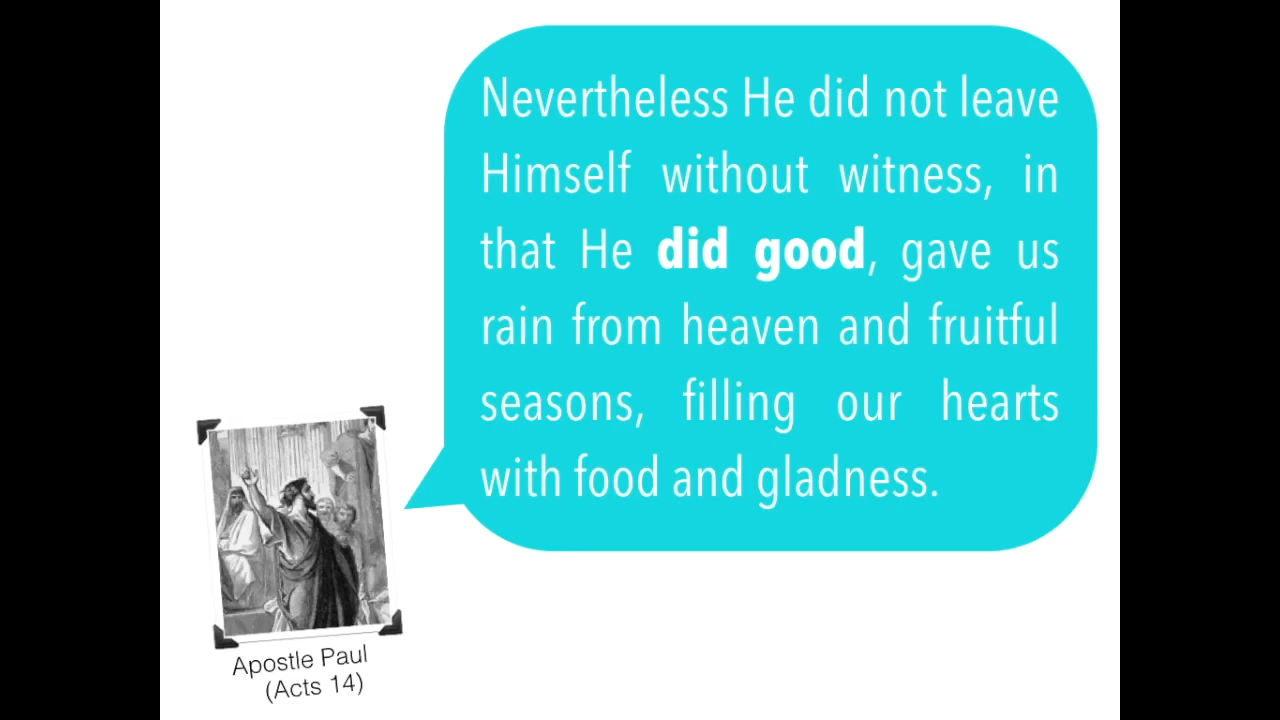 Nevertheless He did not leave
Himself without witness, in
that He did good, gave us
rain from heaven and fruitful
seasons, filling our hearts
with food and gladness.
Apostle Paul
(Acts 14)